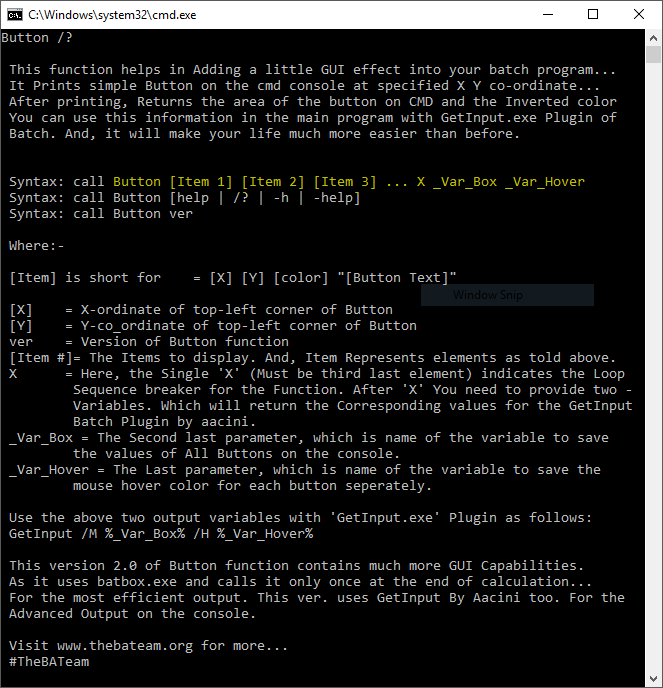 C:\Windows\system32\cmd.exe
Button /?
This function helps in Adding a little GUI effect into your batch program...
It Prints simple Button on the cmd console at specified X Y co-ordinate...
After printing, Returns the area of the button on CMD and the Inverted color
You can use this information in the main program with GetInput.exe Plugin of
Batch. And, it will make your life much more easier than before.
Syntax: call Button [Item 1] [Item 2] [Item 3] ... X _Var_Box _Var_Hover
Syntax: call Button [help | /? | -h | -help]
Syntax: call Button ver
Where:-
[Item] is short for    = [X] [Y] [color] "[Button Text]"
Window Snip
[X]    = X-ordinate of top-left corner of Button
[Y]    = Y-co_ordinate of top-left corner of Button
ver    = Version of Button function
[Item #]= The Items to display. And, Item Represents elements as told above.
X      = Here, the Single 'X' (Must be third last element) indicates the Loop
Sequence breaker for the Function. After 'X' You need to provide two -
Variables. Which will return the Corresponding values for the GetInput
Batch Plugin by aacini.
_Var_Box = The Second last parameter, which is name of the variable to save
the values of All Buttons on the console.
_Var_Hover = The Last parameter, which is name of the variable to save the
mouse hover color for each button seperately.
Use the above two output variables with 'GetInput.exe' Plugin as follows:
GetInput /M %_Var_Box% /H %_Var_Hover%
This version 2.0 of Button function contains much more GUI Capabilities.
As it uses batbox.exe and calls it only once at the end of calculation...
For the most efficient output. This ver. uses GetInput By Aacini too. For the
Advanced Output on the console.
Visit www.thebateam.org for more...
#TheBATeam